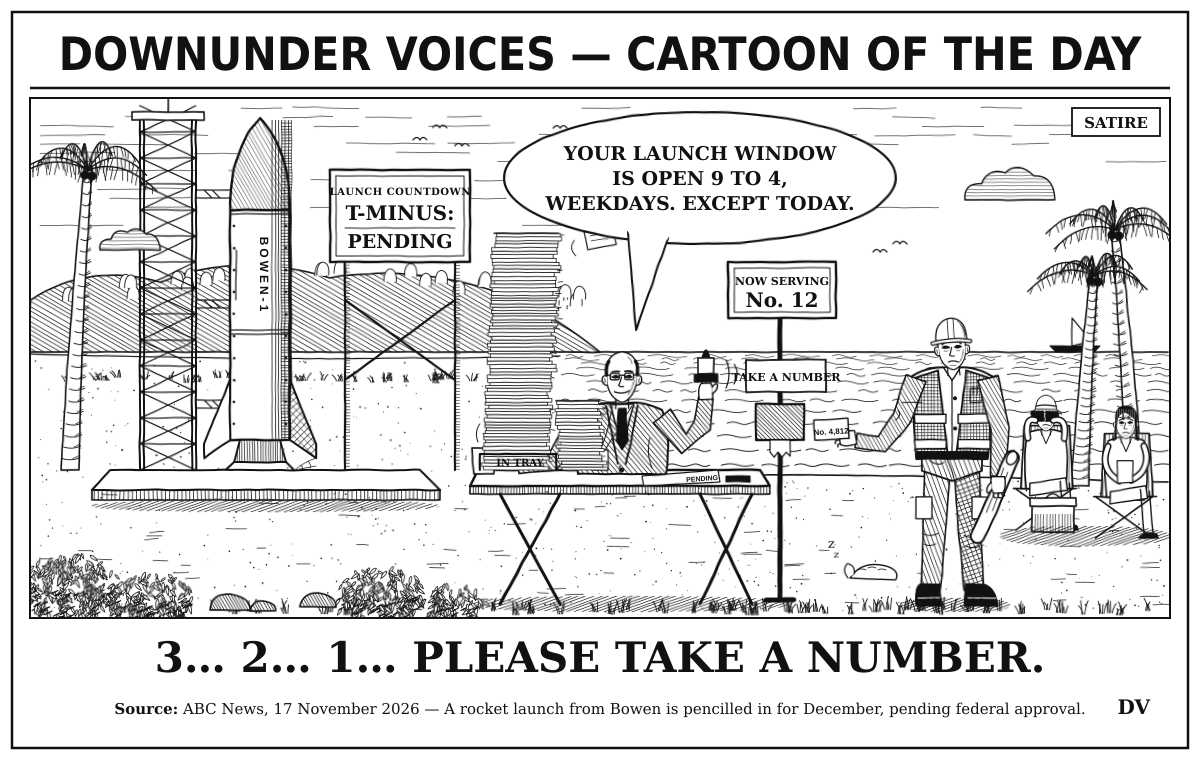 DOWNUNDER VOICES — CARTOON OF THE DAY
SATIRE
YOUR LAUNCH WINDOW
IS OPEN 9 TO 4,
WEEKDAYS. EXCEPT TODAY.
LAUNCH COUNTDOWN
T-MINUS:
PENDING
BOWEN-1
NOW SERVING
No. 12
TAKE A NUMBER
No. 4,812
IN TRAY
PENDING
z
z
3... 2... 1... PLEASE TAKE A NUMBER.
Source: ABC News, 17 November 2026 — A rocket launch from Bowen is pencilled in for December, pending federal approval.
DV